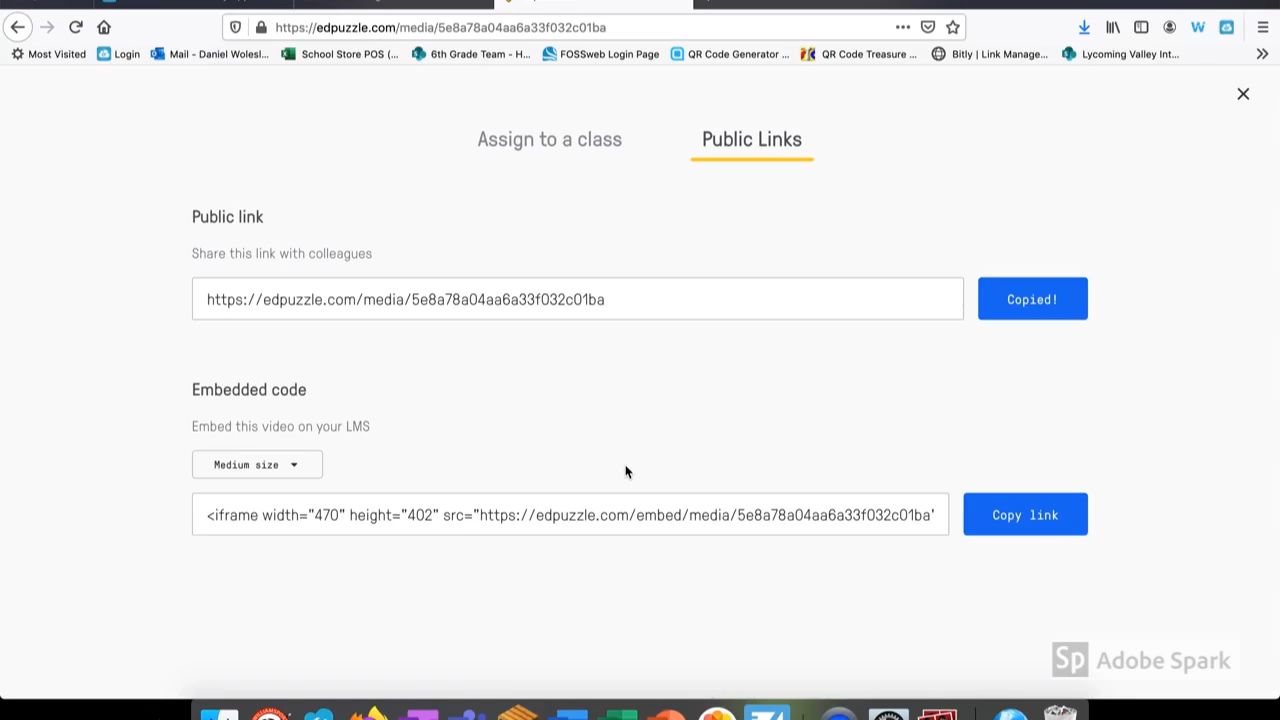 https://edpuzzle.com/media/5e8a78a04aa6a33f032c01ba
Most Visited Login Mail - Daniel Wolesl... School Store POS (... 6th Grade Team - H... FOSSweb Login Page QR Code Generator ... QR Code Treasure ... Bitly | Link Manage... Lycoming Valley Int...
Assign to a class Public Links
Public link
Share this link with colleagues
https://edpuzzle.com/media/5e8a78a04aa6a33f032c01ba Copied!
Embedded code
Embed this video on your LMS
Medium size
<iframe width="470" height="402" src="https://edpuzzle.com/embed/media/5e8a78a04aa6a33f032c01ba" Copy link
Sp Adobe Spark